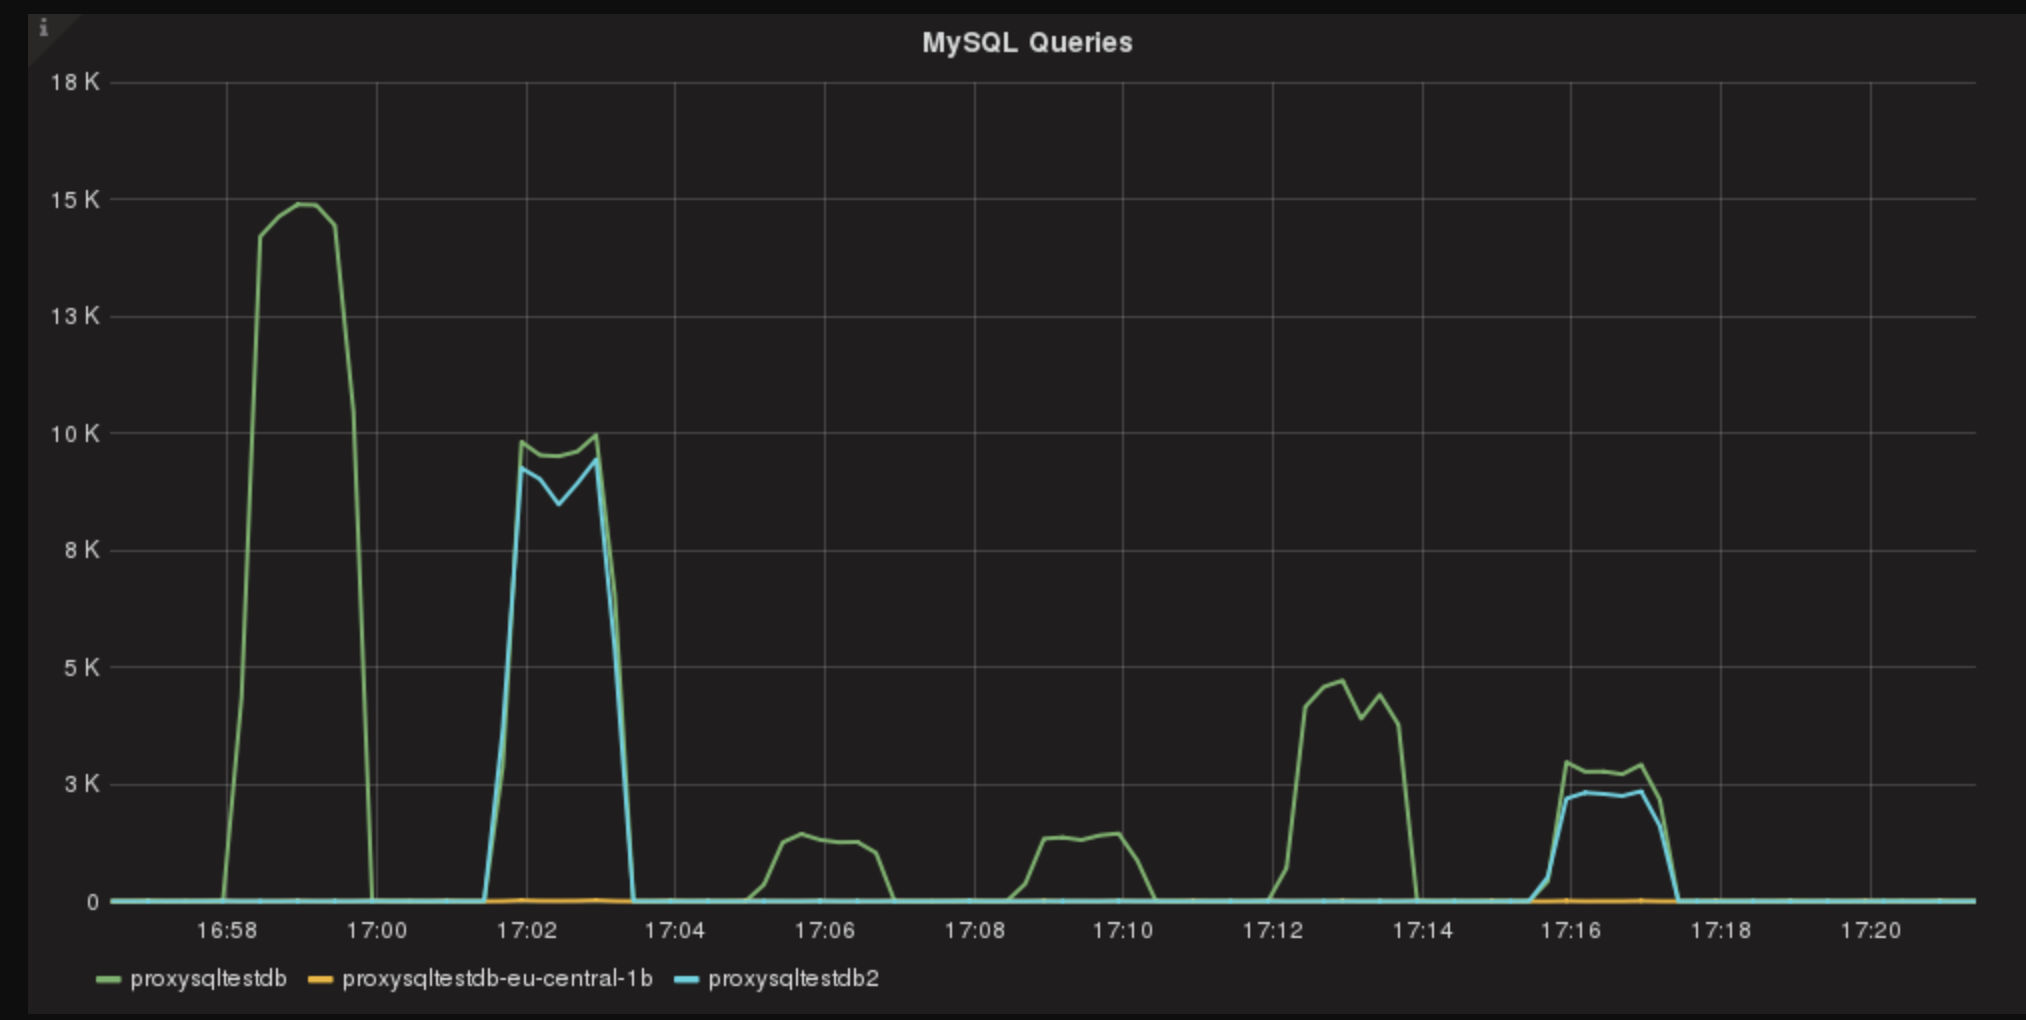 i
MySQL Queries
18 K
15 K
13 K
10 K
8 K
5 K
3 K
0
16:58 17:00 17:02 17:04 17:06 17:08 17:10 17:12 17:14 17:16 17:18 17:20
proxysqltestdb proxysqltestdb-eu-central-1b proxysqltestdb2